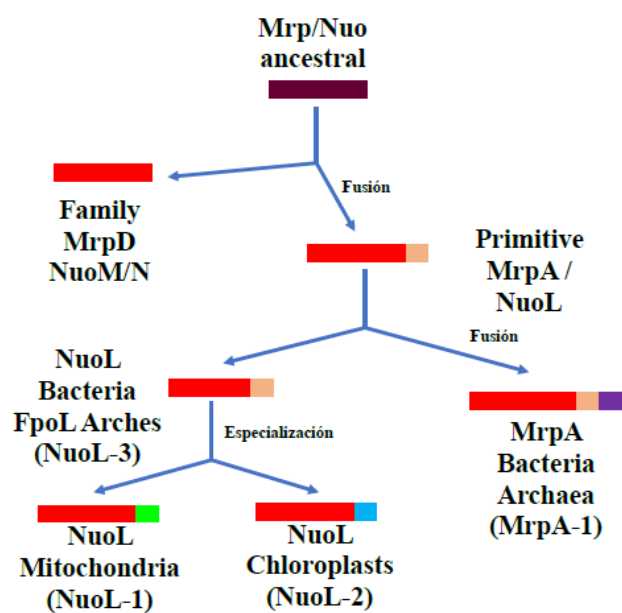 Mrp/Nuo
ancestral
Fusión
Family
MrpD
NuoM/N
Primitive
MrpA /
NuoL
Fusión
NuoL
Bacteria
FpoL Arches
(NuoL-3)
Especialización
MrpA
Bacteria
Archaea
(MrpA-1)
NuoL
Mitochondria
(NuoL-1)
NuoL
Chloroplasts
(NuoL-2)